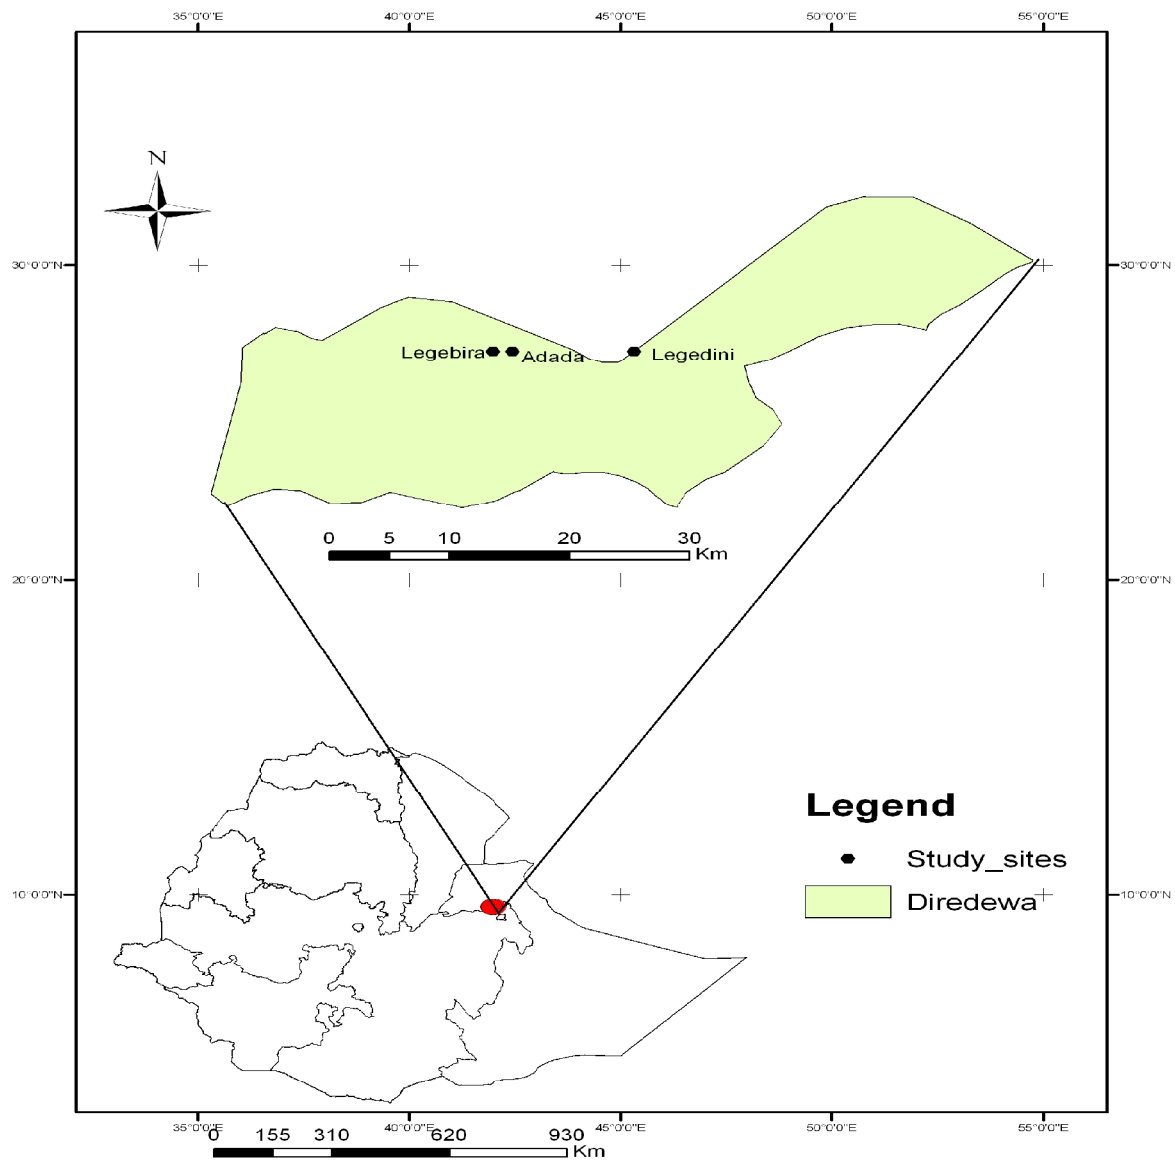 35°0'0"E 40°0'0"E 45°0'0"E 50°0'0"E 55°0'0"E
N
30°0'0"N 30°0'0"N
Legebira Adada Legedini
0 5 10 20 30
Km
20°0'0"N 20°0'0"N
Legend
Study_sites
10°0'0"N 10°0'0"N
Diredewa
35°0'0"E 40°0'0"E 45°0'0"E 50°0'0"E 55°0'0"E
0 155 310 620 930
Km